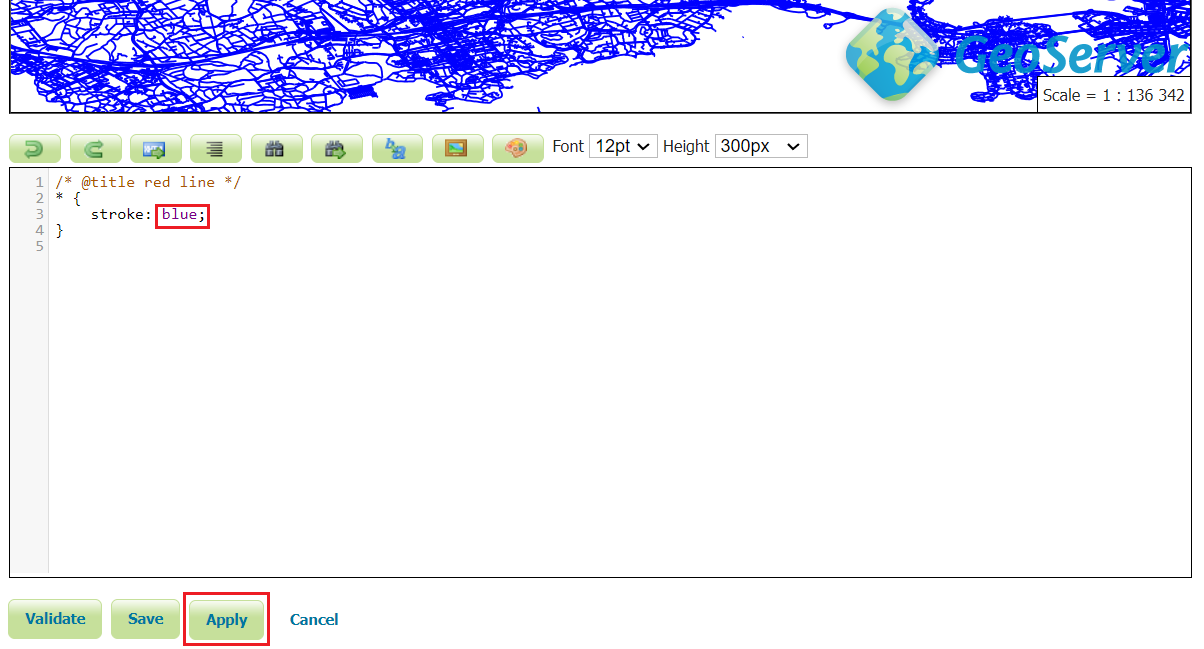 GeoServer
Scale = 1 : 136 342
Font 12pt Height 300px
1 /* @title red line */
2 * {
3 stroke: blue;
4 }
5
Validate Save Apply Cancel